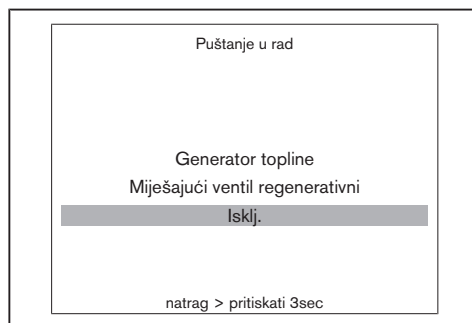 Puštanje u rad
Generator topline
Miješajući ventil regenerativni
Isklj.
natrag > pritiskati 3sec